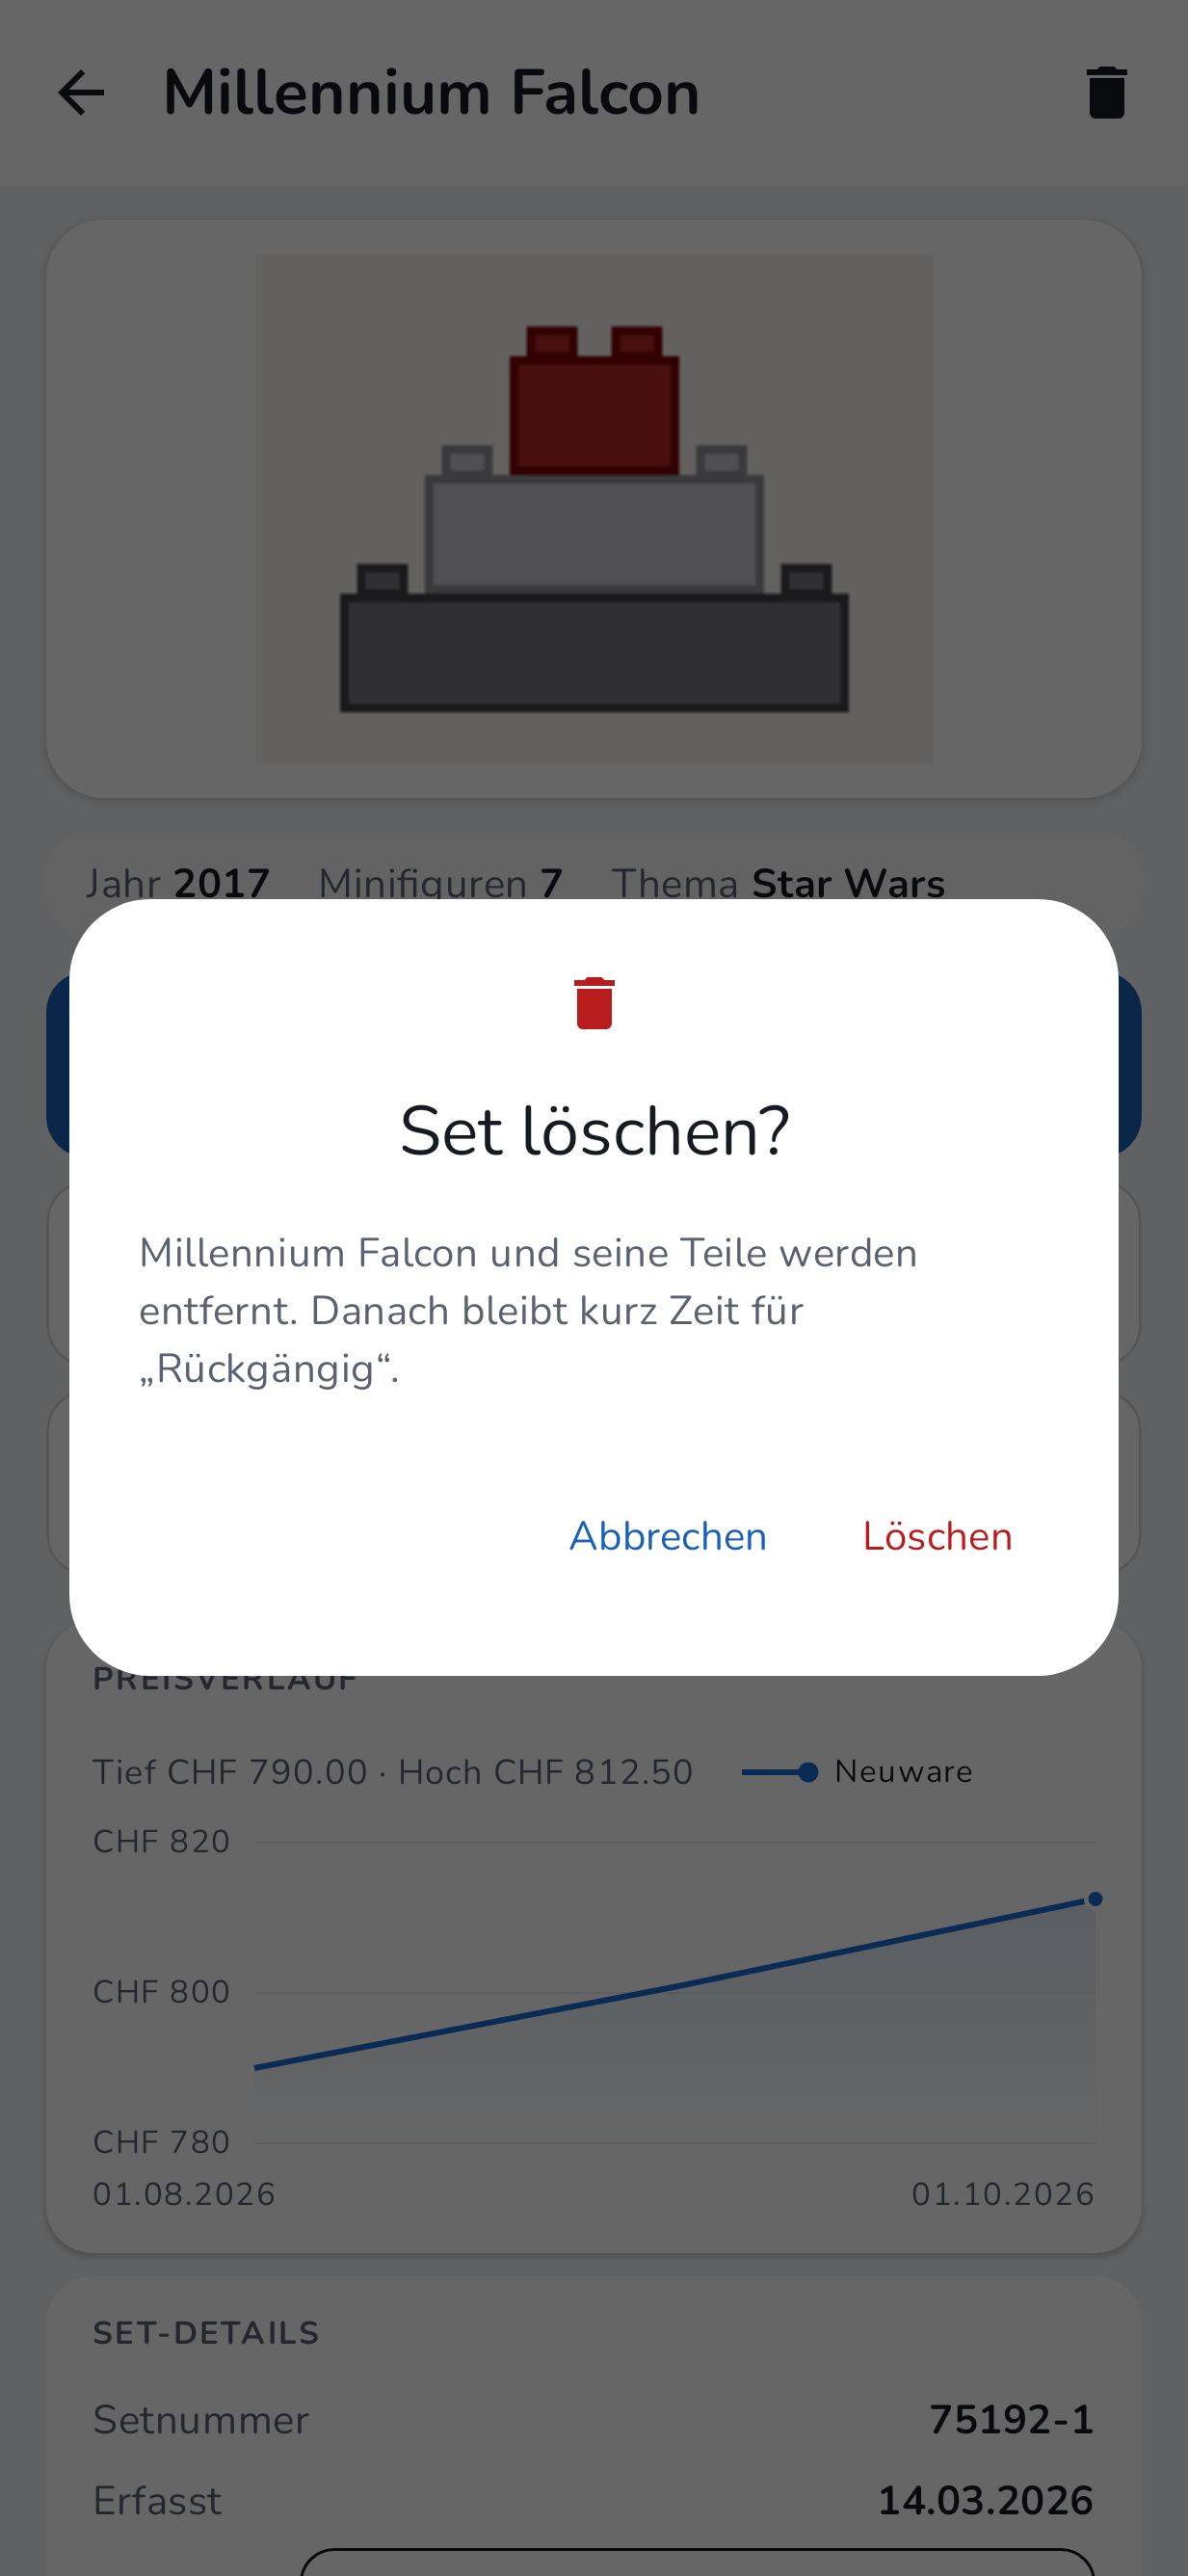 Millennium Falcon
Jahr 2017 Minifiguren 7 Thema Star Wars
Set löschen?
Millennium Falcon und seine Teile werden
entfernt. Danach bleibt kurz Zeit für
„Rückgängig“.
Abbrechen Löschen
PREISVERLAUF
Tief CHF 790.00 · Hoch CHF 812.50 Neuware
CHF 820
CHF 800
CHF 780
01.08.2026 01.10.2026
SET-DETAILS
Setnummer 75192-1
Erfasst 14.03.2026